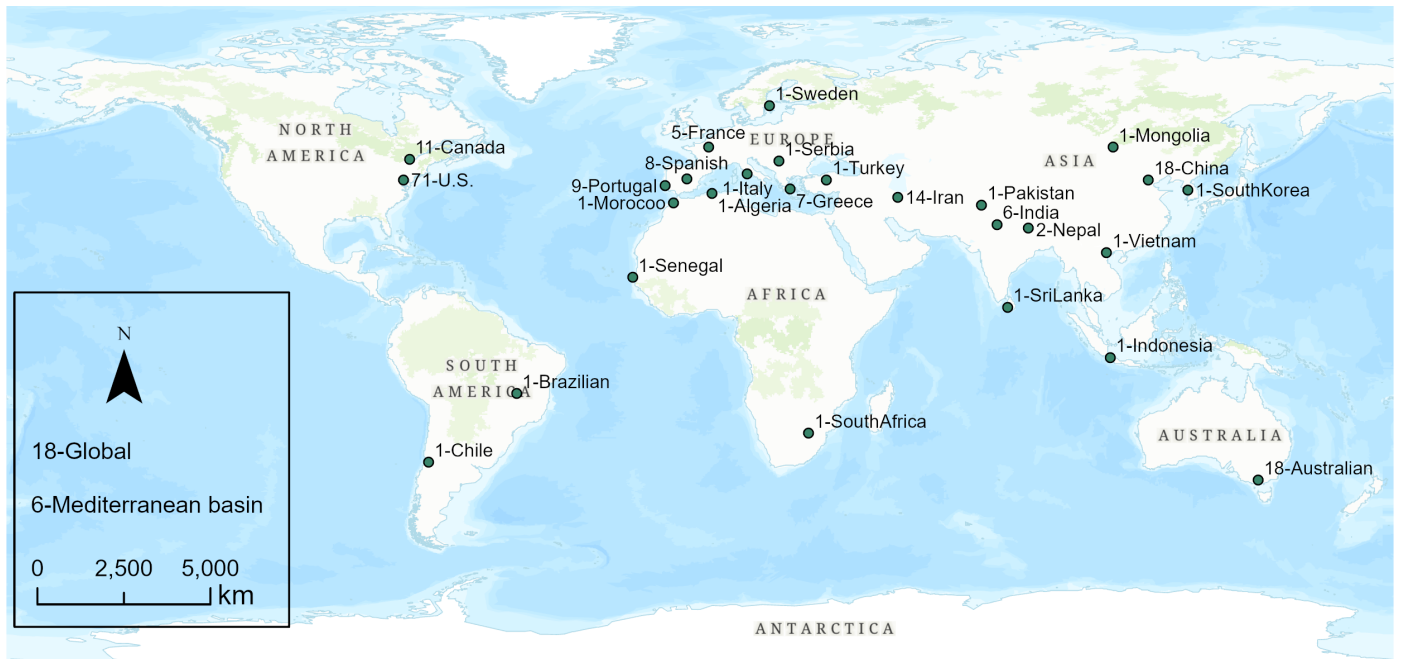 1-Sweden
NORTH
AMERICA
11-Canada
71-U.S.
5-France
EUROPE
1-Serbia
8-Spanish
1-Turkey
9-Portugal
1-Italy
1-Morocoo
1-Algeria
7-Greece
14-Iran
ASIA
1-Mongolia
18-China
1-SouthKorea
1-Pakistan
6-India
2-Nepal
1-Vietnam
1-Senegal
AFRICA
1-SriLanka
1-Indonesia
SOUTH
AMERICA
1-Brazilian
1-SouthAfrica
AUSTRALIA
1-Chile
18-Australian
N
18-Global
6-Mediterranean basin
0 2,500 5,000
km
ANTARCTICA